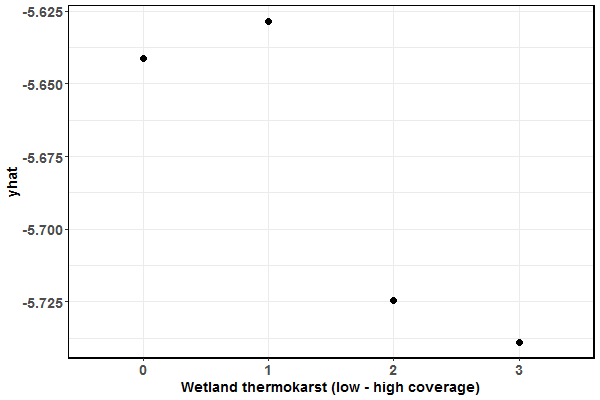 -5.625
-5.650
-5.675
-5.700
-5.725
yhat
0 1 2 3
Wetland thermokarst (low - high coverage)